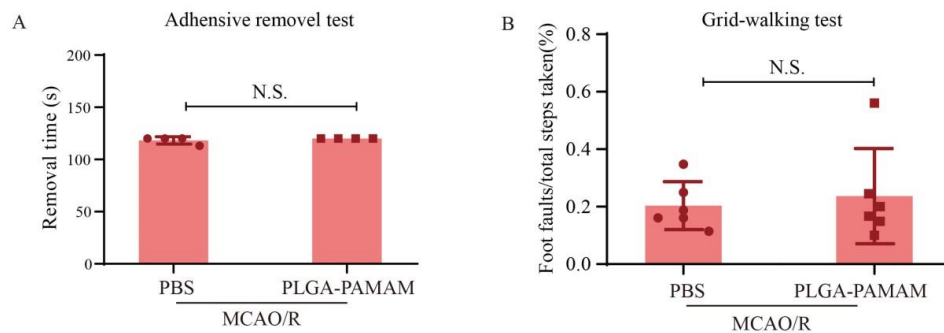 A
Adhensive removel test
Removal time (s)
200
150
100
50
0
N.S.
PBS
PLGA-PAMAM
MCAO/R
B
Grid-walking test
Foot faults/total steps taken(%)
0.8
0.6
0.4
0.2
0.0
N.S.
PBS
PLGA-PAMAM
MCAO/R